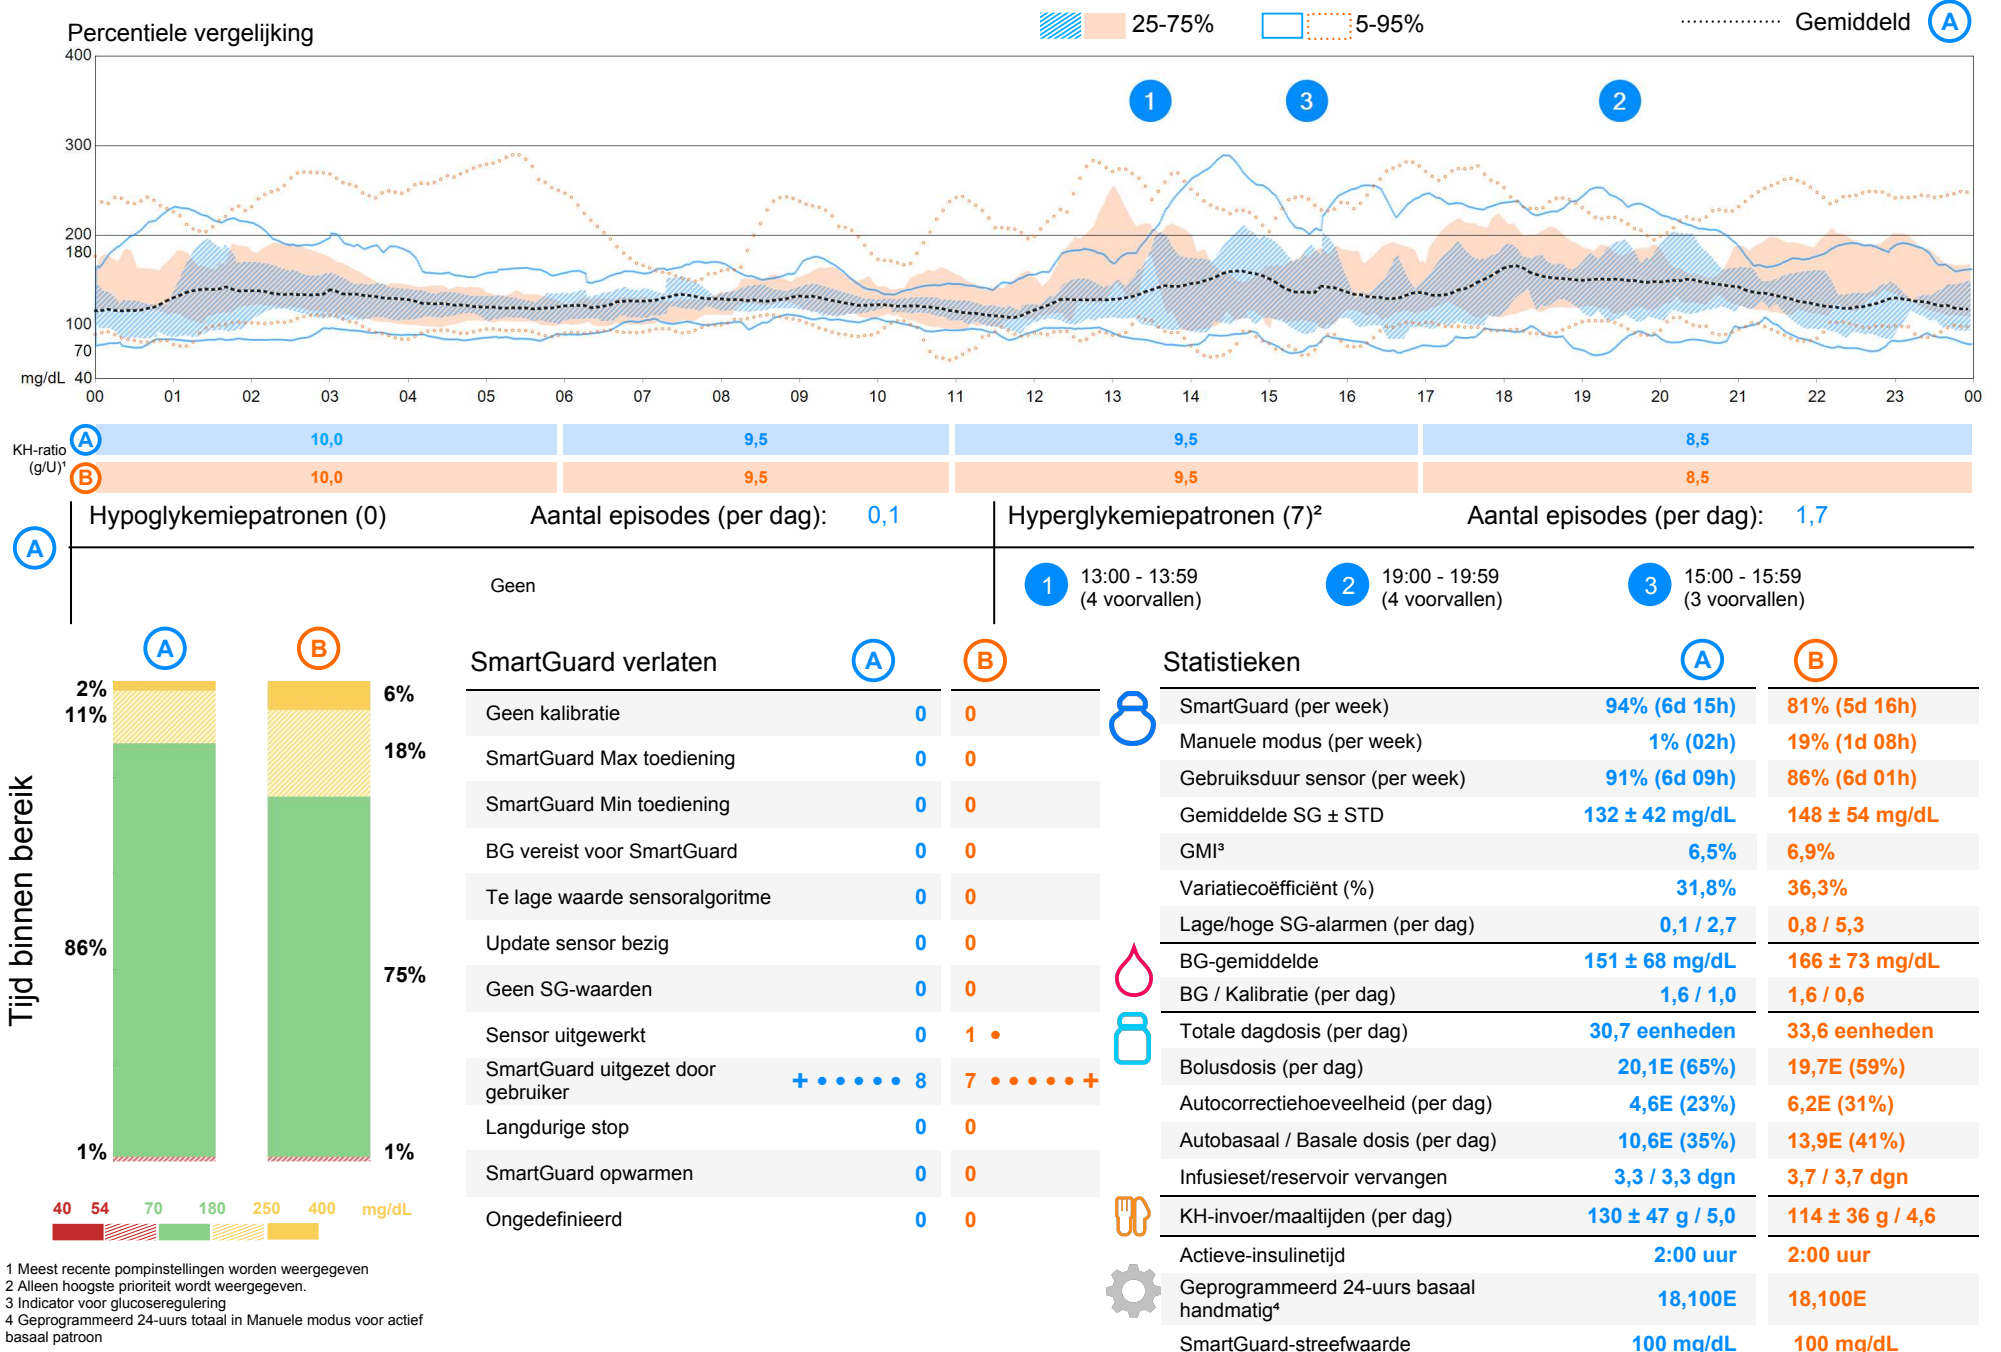 Percentiele vergelijking
25-75%
5-95%
Gemiddeld A
400
300
200
180
100
70
mg/dL 40
1 3 2
00 01 02 03 04 05 06 07 08 09 10 11 12 13 14 15 16 17 18 19 20 21 22 23 00
KH-ratio
(g/U)¹
A 10,0 9,5 9,5 8,5
B 10,0 9,5 9,5 8,5
A
Hypoglykemiepatronen (0) Aantal episodes (per dag): 0,1
Geen
Hyperglykemiepatronen (7)² Aantal episodes (per dag): 1,7
1 13:00 - 13:59
(4 voorvallen)
2 19:00 - 19:59
(4 voorvallen)
3 15:00 - 15:59
(3 voorvallen)
Tijd binnen bereik
A B
2% 6%
11% 18%
86% 75%
1% 1%
40 54 70 180 250 400 mg/dL
SmartGuard verlaten A B
Geen kalibratie 0 0
SmartGuard Max toediening 0 0
SmartGuard Min toediening 0 0
BG vereist voor SmartGuard 0 0
Te lage waarde sensoralgoritme 0 0
Update sensor bezig 0 0
Geen SG-waarden 0 0
Sensor uitgewerkt 0 1
SmartGuard uitgezet door
gebruiker + 8 7 +
Langdurige stop 0 0
SmartGuard opwarmen 0 0
Ongedefinieerd 0 0
Statistieken A B
SmartGuard (per week) 94% (6d 15h) 81% (5d 16h)
Manuele modus (per week) 1% (02h) 19% (1d 08h)
Gebruiksduur sensor (per week) 91% (6d 09h) 86% (6d 01h)
Gemiddelde SG ± STD 132 ± 42 mg/dL 148 ± 54 mg/dL
GMI³ 6,5% 6,9%
Variatiecoëfficiënt (%) 31,8% 36,3%
Lage/hoge SG-alarmen (per dag) 0,1 / 2,7 0,8 / 5,3
BG-gemiddelde 151 ± 68 mg/dL 166 ± 73 mg/dL
BG / Kalibratie (per dag) 1,6 / 1,0 1,6 / 0,6
Totale dagdosis (per dag) 30,7 eenheden 33,6 eenheden
Bolusdosis (per dag) 20,1E (65%) 19,7E (59%)
Autocorrectiehoeveelheid (per dag) 4,6E (23%) 6,2E (31%)
Autobasaal / Basale dosis (per dag) 10,6E (35%) 13,9E (41%)
Infusieset/reservoir vervangen 3,3 / 3,3 dgn 3,7 / 3,7 dgn
KH-invoer/maaltijden (per dag) 130 ± 47 g / 5,0 114 ± 36 g / 4,6
Actieve-insulinetijd 2:00 uur 2:00 uur
Geprogrammeerd 24-uurs basaal
handmatig⁴ 18,100E 18,100E
SmartGuard-streefwaarde 100 mg/dL 100 mg/dL
1 Meest recente pompinstellingen worden weergegeven
2 Alleen hoogste prioriteit wordt weergegeven.
3 Indicator voor glucoseregulering
4 Geprogrammeerd 24-uurs totaal in Manuele modus voor actief
basaal patroon